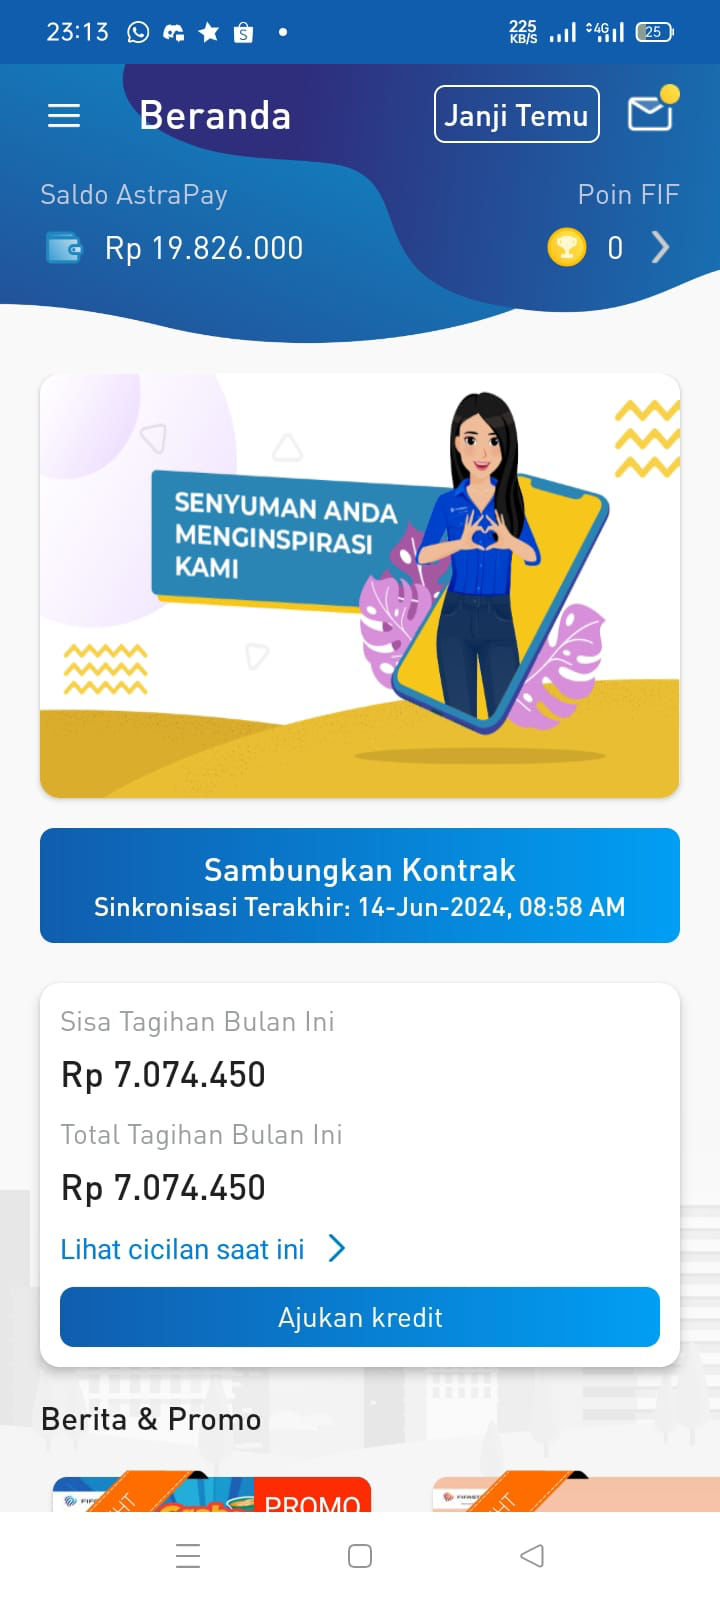 23:13
225
KB/S
4G
25
Beranda
Janji Temu
Saldo AstraPay
Poin FIF
Rp 19.826.000
0
SENYUMAN ANDA
MENGINSPIRASI
KAMI
Sambungkan Kontrak
Sinkronisasi Terakhir: 14-Jun-2024, 08:58 AM
Sisa Tagihan Bulan Ini
Rp 7.074.450
Total Tagihan Bulan Ini
Rp 7.074.450
Lihat cicilan saat ini
Ajukan kredit
Berita & Promo
PROMO